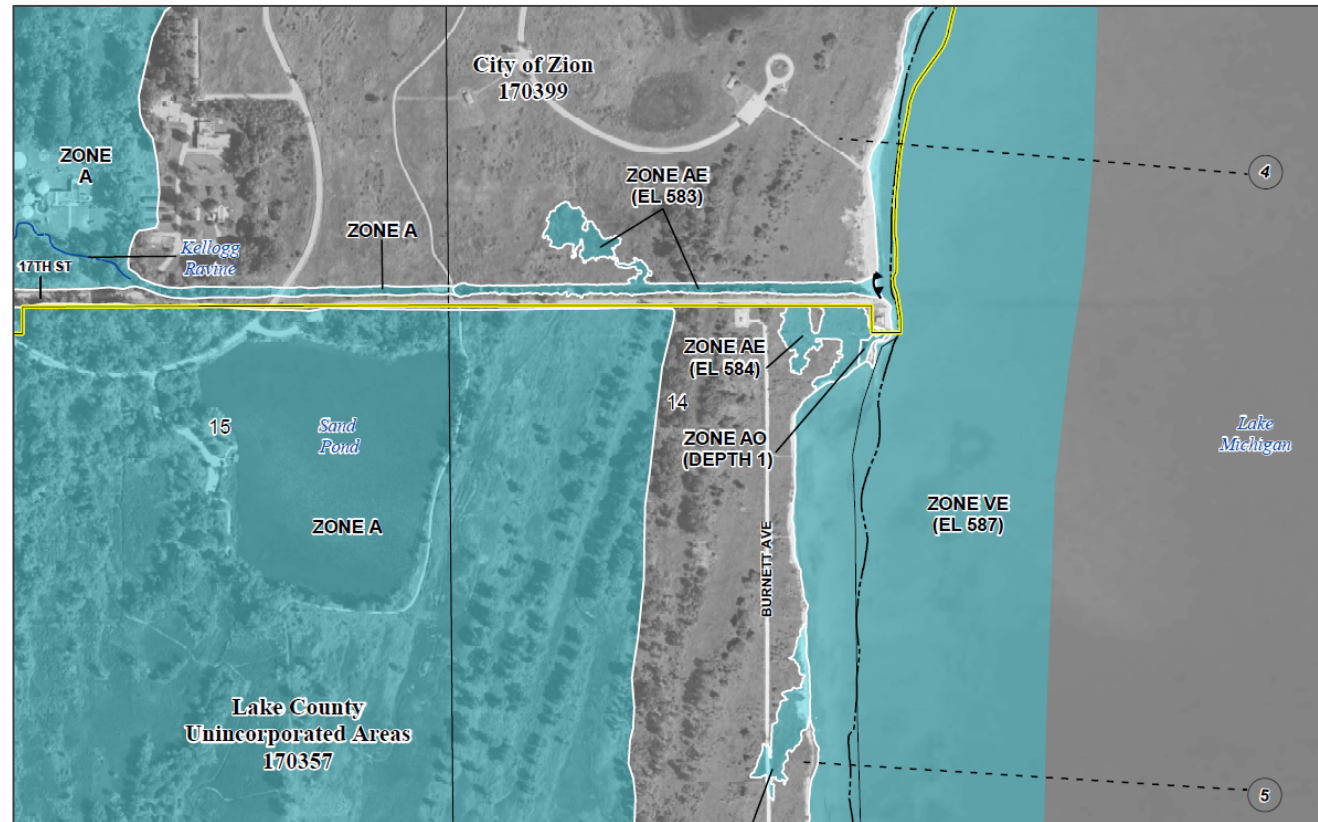 City of Zion
170399
ZONE
A
ZONE AE
(EL 583)
4
ZONE A
Kellogg
Ravine
17TH ST
ZONE AE
(EL 584)
14
15
Sand
Pond
ZONE AO
(DEPTH 1)
Lake
Michigan
ZONE A
ZONE VE
(EL 587)
BURNETT AVE
Lake County
Unincorporated Areas
170357
5